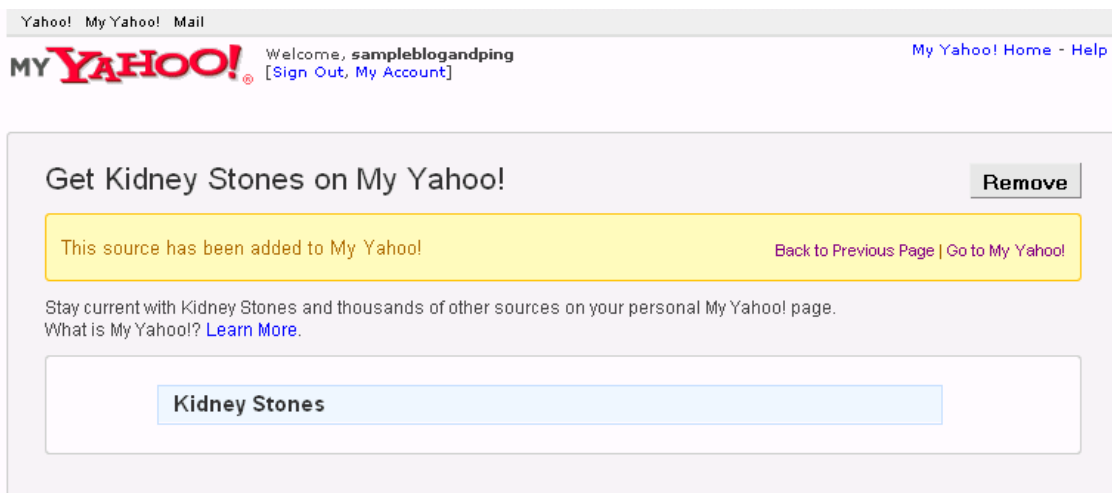 Yahoo! My Yahoo! Mail
MY YAHOO!® Welcome, sampleblogandping
[Sign Out, My Account]
My Yahoo! Home - Help
Get Kidney Stones on My Yahoo!
Remove
This source has been added to My Yahoo!
Back to Previous Page | Go to My Yahoo!
Stay current with Kidney Stones and thousands of other sources on your personal My Yahoo! page.
What is My Yahoo!? Learn More.
Kidney Stones